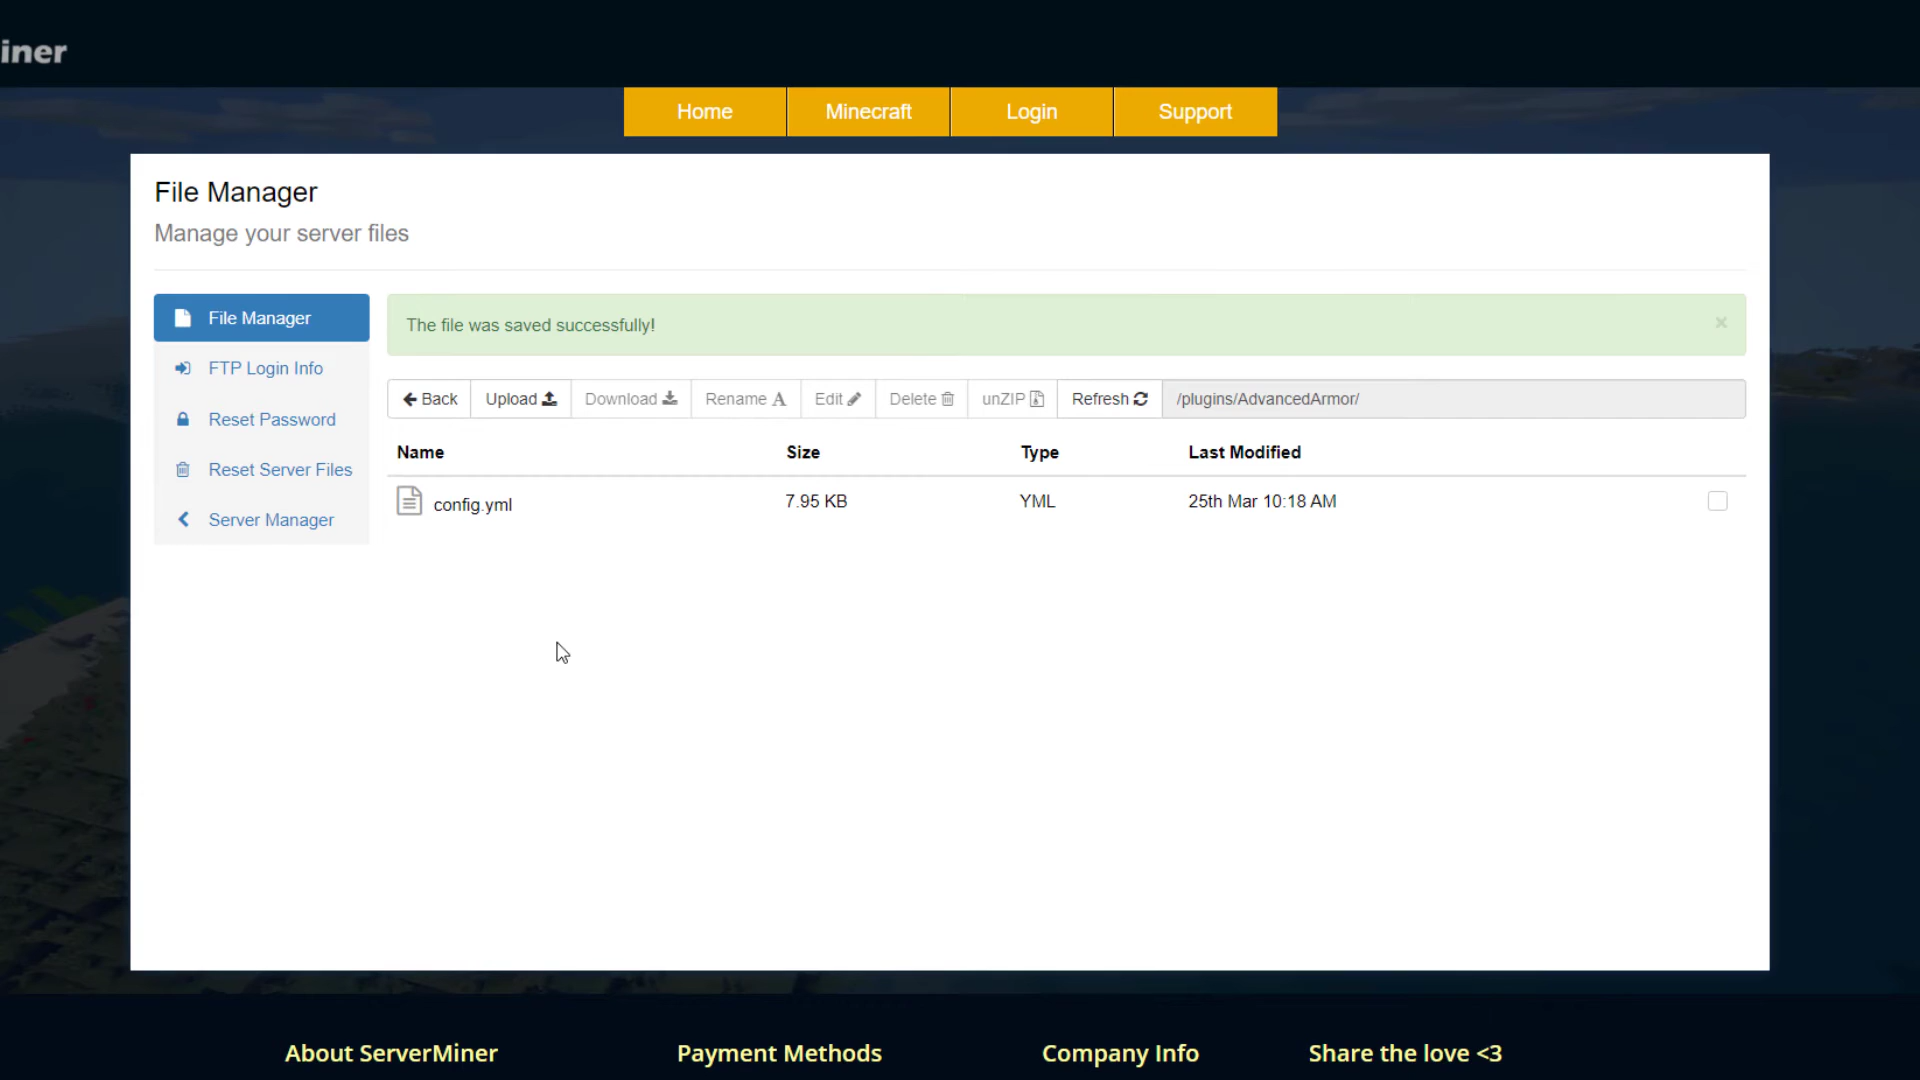 iner
Home Minecraft Login Support
File Manager
Manage your server files
File Manager
FTP Login Info
Reset Password
Reset Server Files
Server Manager
The file was saved successfully! ×
Back Upload Download Rename Edit Delete unZIP Refresh /plugins/AdvancedArmor/
Name Size Type Last Modified
config.yml 7.95 KB YML 25th Mar 10:18 AM
About ServerMiner Payment Methods Company Info Share the love <3